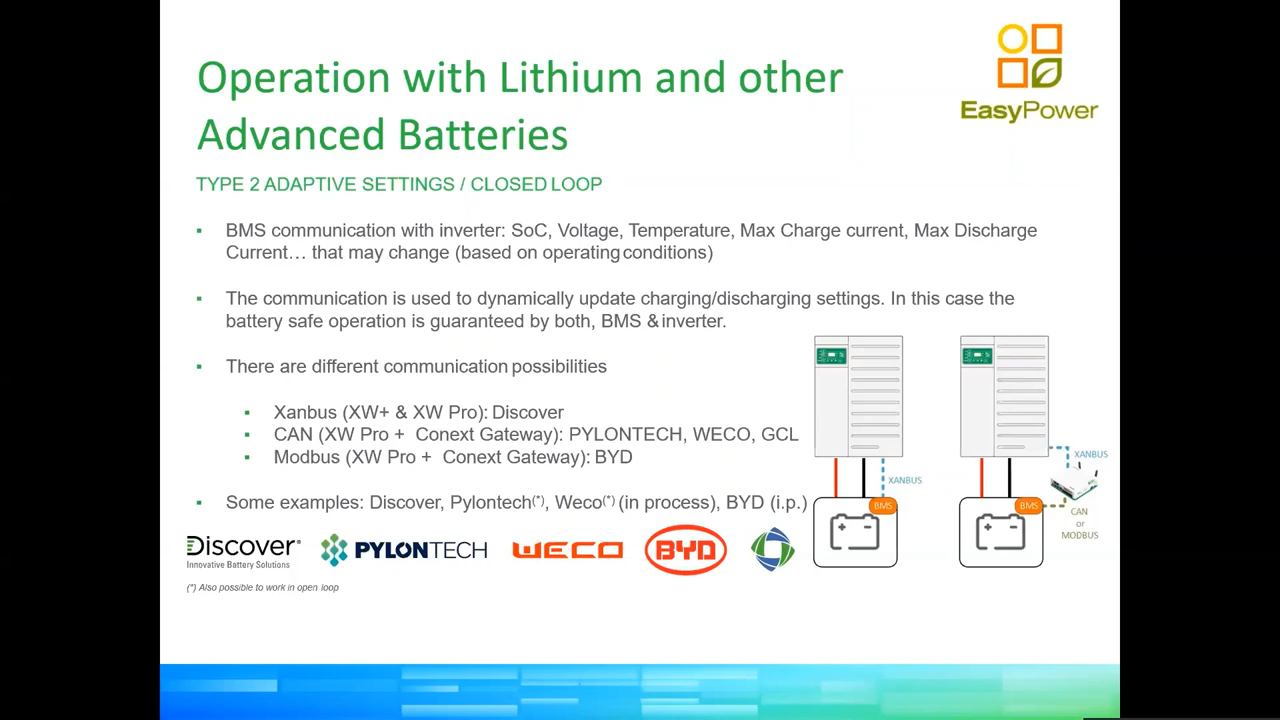 Operation with Lithium and other
Advanced Batteries
EasyPower
TYPE 2 ADAPTIVE SETTINGS / CLOSED LOOP
▪ BMS communication with inverter: SoC, Voltage, Temperature, Max Charge current, Max Discharge
Current… that may change (based on operating conditions)
▪ The communication is used to dynamically update charging/discharging settings. In this case the
battery safe operation is guaranteed by both, BMS & inverter.
▪ There are different communication possibilities
▪ Xanbus (XW+ & XW Pro): Discover
▪ CAN (XW Pro + Conext Gateway): PYLONTECH, WECO, GCL
▪ Modbus (XW Pro + Conext Gateway): BYD
▪ Some examples: Discover, Pylontech(*), Weco(*) (in process), BYD (i.p.)
XANBUS
BMS
XANBUS
BMS
CAN
or
MODBUS
Discover®
Innovative Battery Solutions
PYLONTECH
WECO
BYD
(*) Also possible to work in open loop